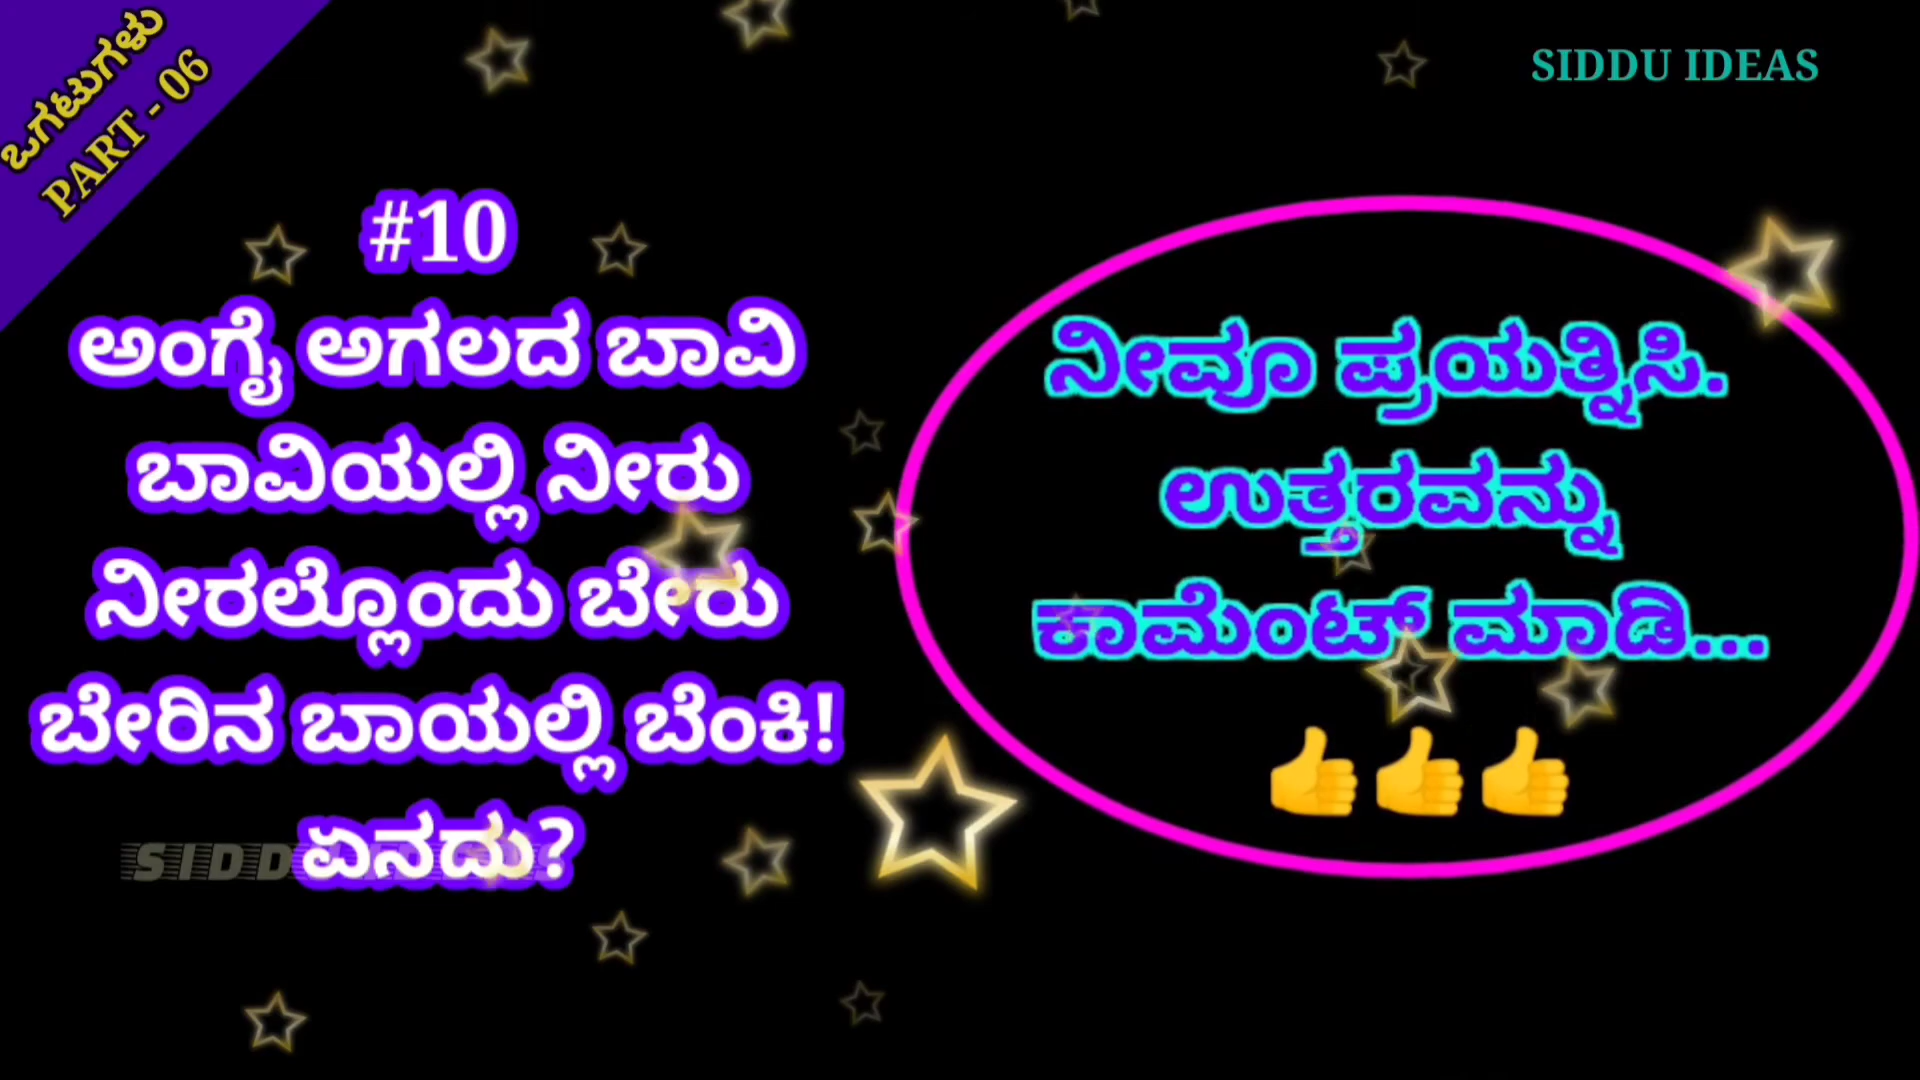 ಒಗಟುಗಳು
PART - 06
SIDDU IDEAS
#10
ಅಂಗೈ ಅಗಲದ ಬಾವಿ
ಬಾವಿಯಲ್ಲಿ ನೀರು
ನೀರಲ್ಲೊಂದು ಬೇರು
ಬೇರಿನ ಬಾಯಲ್ಲಿ ಬೆಂಕಿ!
ಏನದು?
ನೀವೂ ಪ್ರಯತ್ನಿಸಿ.
ಉತ್ತರವನ್ನು
ಕಾಮೆಂಟ್ ಮಾಡಿ...